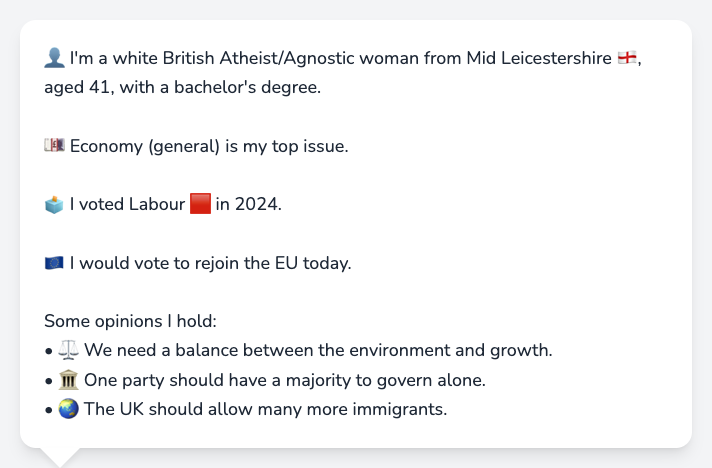 👤 I'm a white British Atheist/Agnostic woman from Mid Leicestershire 🏴󠁧󠁢󠁥󠁮󠁧󠁿,
aged 41, with a bachelor's degree.
💷 Economy (general) is my top issue.
🗳️ I voted Labour 🟥 in 2024.
🇪🇺 I would vote to rejoin the EU today.
Some opinions I hold:
• ⚖️ We need a balance between the environment and growth.
• 🏛️ One party should have a majority to govern alone.
• 🌏 The UK should allow many more immigrants.